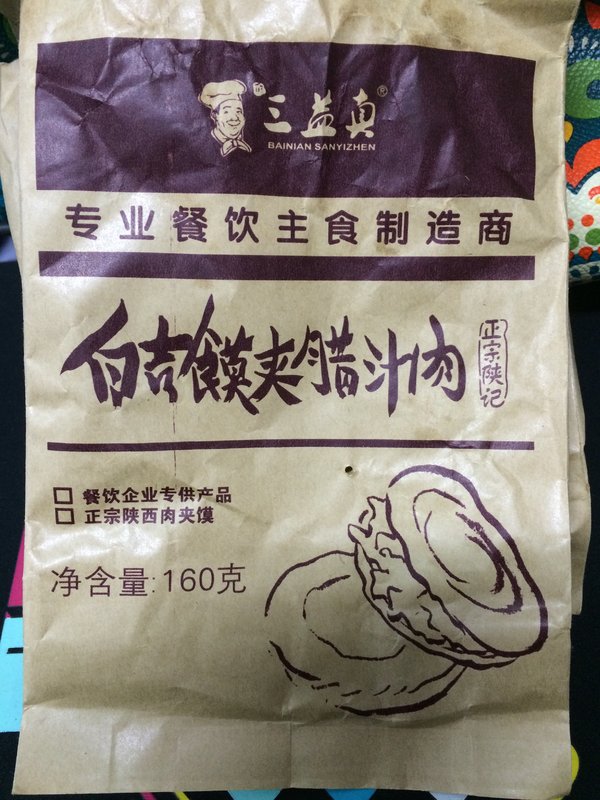 三益真®
BAINIAN SANYIZHEN
专业餐饮主食制造商
白吉馍夹腊汁肉
正宗陕记
□ 餐饮企业专供产品
□ 正宗陕西肉夹馍
净含量:160克